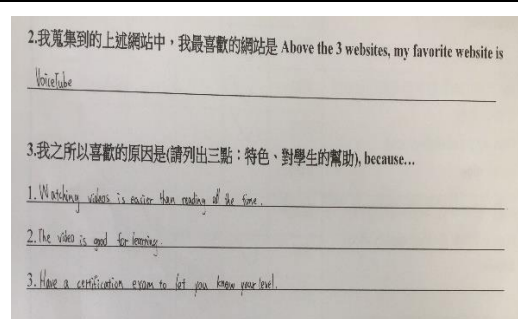 2.我蒐集到的上述網站中，我最喜歡的網站是 Above the 3 websites, my favorite website is
VoiceTube
3.我之所以喜歡的原因是(請列出三點：特色、對學生的幫助), because…
1. Watching videos is easier than reading all the time.
2. The video is good for learning.
3. Have a certification exam to let you know your level.